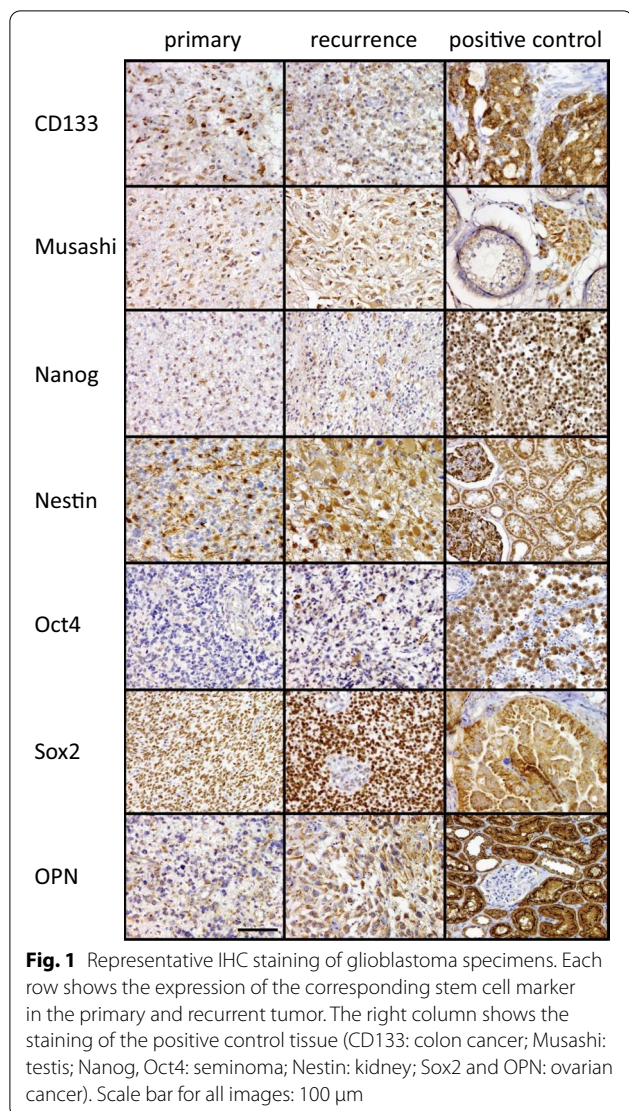 primary recurrence positive control
CD133
Musashi
Nanog
Nestin
Oct4
Sox2
OPN
Fig. 1 Representative IHC staining of glioblastoma specimens. Each
row shows the expression of the corresponding stem cell marker
in the primary and recurrent tumor. The right column shows the
staining of the positive control tissue (CD133: colon cancer; Musashi:
testis; Nanog, Oct4: seminoma; Nestin: kidney; Sox2 and OPN: ovarian
cancer). Scale bar for all images: 100 μm